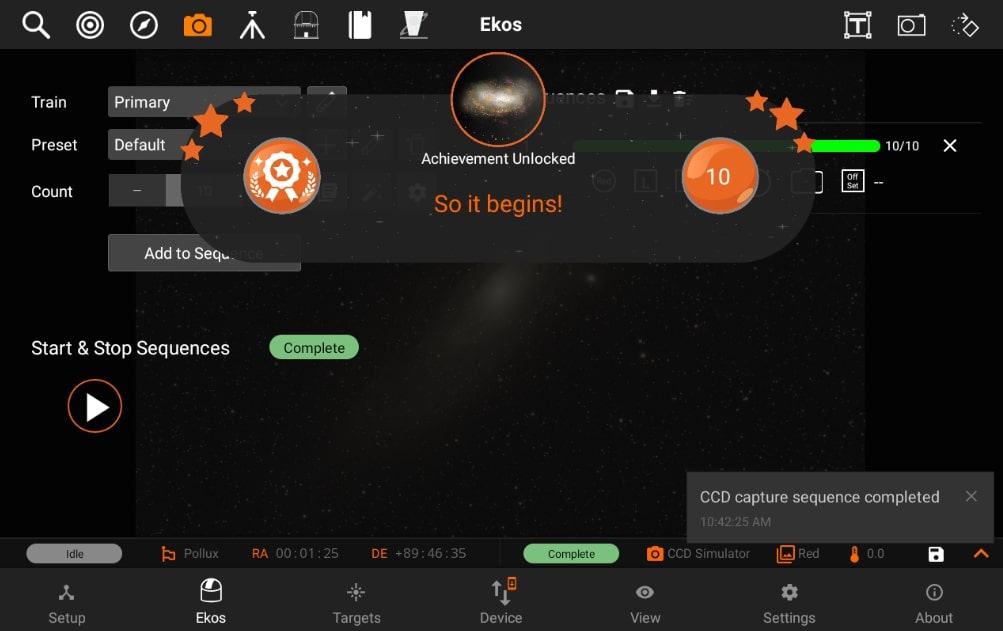 Ekos
T
Train
Primary
uences
Achievement Unlocked
Preset
Default
10/10
Count
-
10
10
Red
L
Off
Set
--
So it begins!
Add to Sequence
Start & Stop Sequences
Complete
CCD capture sequence completed
10:42:25 AM
Idle
Pollux
RA 00:01:25
DE +89:46:35
Complete
CCD Simulator
Red
0.0
Setup
Ekos
Targets
Device
View
Settings
About